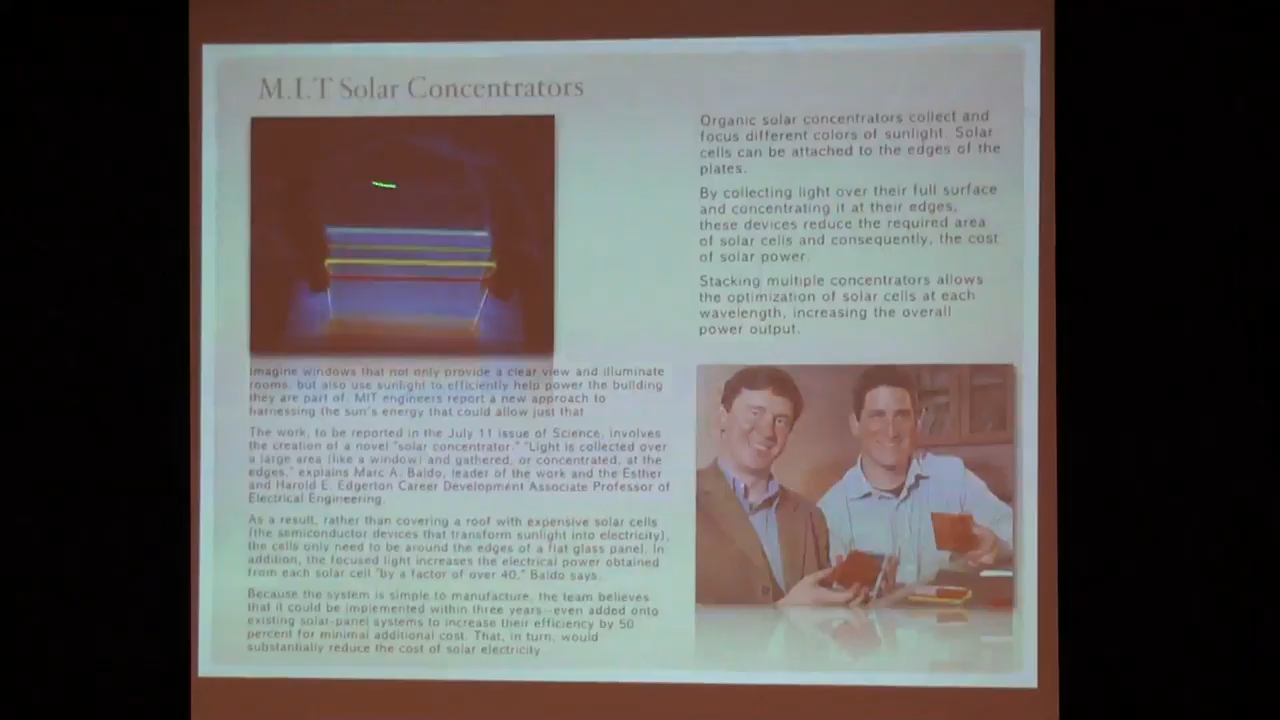 M.I.T Solar Concentrators
Imagine windows that not only provide a clear view and illuminate
rooms, but also use sunlight to efficiently help power the building
they are part of. MIT engineers report a new approach to
harnessing the sun's energy that could allow just that
The work, to be reported in the July 11 issue of Science, involves
the creation of a novel "solar concentrator." "Light is collected over
a large area (like a window) and gathered, or concentrated, at the
edges," explains Marc A. Baldo, leader of the work and the Esther
and Harold E. Edgerton Career Development Associate Professor of
Electrical Engineering.
As a result, rather than covering a roof with expensive solar cells
(the semiconductor devices that transform sunlight into electricity),
the cells only need to be around the edges of a flat glass panel. In
addition, the focused light increases the electrical power obtained
from each solar cell "by a factor of over 40," Baldo says.
Because the system is simple to manufacture, the team believes
that it could be implemented within three years—even added onto
existing solar-panel systems to increase their efficiency by 50
percent for minimal additional cost. That, in turn, would
substantially reduce the cost of solar electricity
Organic solar concentrators collect and
focus different colors of sunlight. Solar
cells can be attached to the edges of the
plates.
By collecting light over their full surface
and concentrating it at their edges,
these devices reduce the required area
of solar cells and consequently, the cost
of solar power.
Stacking multiple concentrators allows
the optimization of solar cells at each
wavelength, increasing the overall
power output.